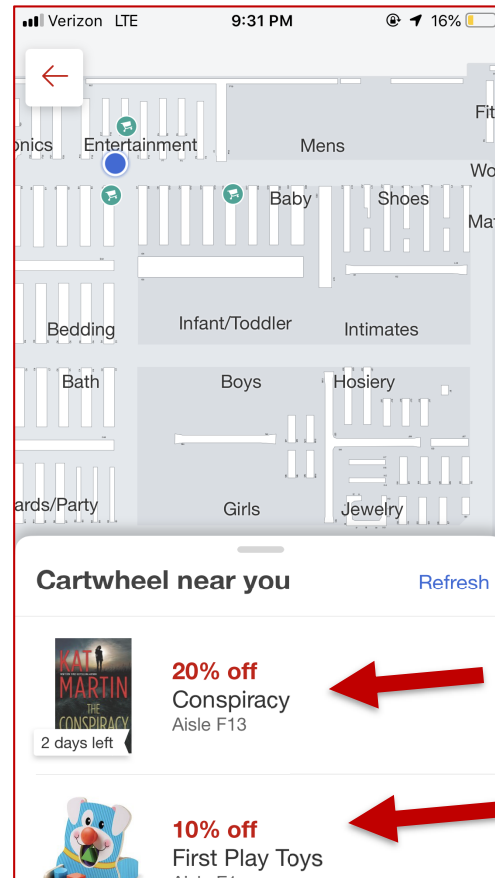 Verizon LTE 9:31 PM 16%
Fit
onics Entertainment Mens
Wo
Baby Shoes
Mat
Bedding Infant/Toddler Intimates
Bath Boys Hosiery
ards/Party Girls Jewelry
Cartwheel near you Refresh
KAT
MARTIN
THE
CONSPIRACY
2 days left
20% off
Conspiracy
Aisle F13
10% off
First Play Toys